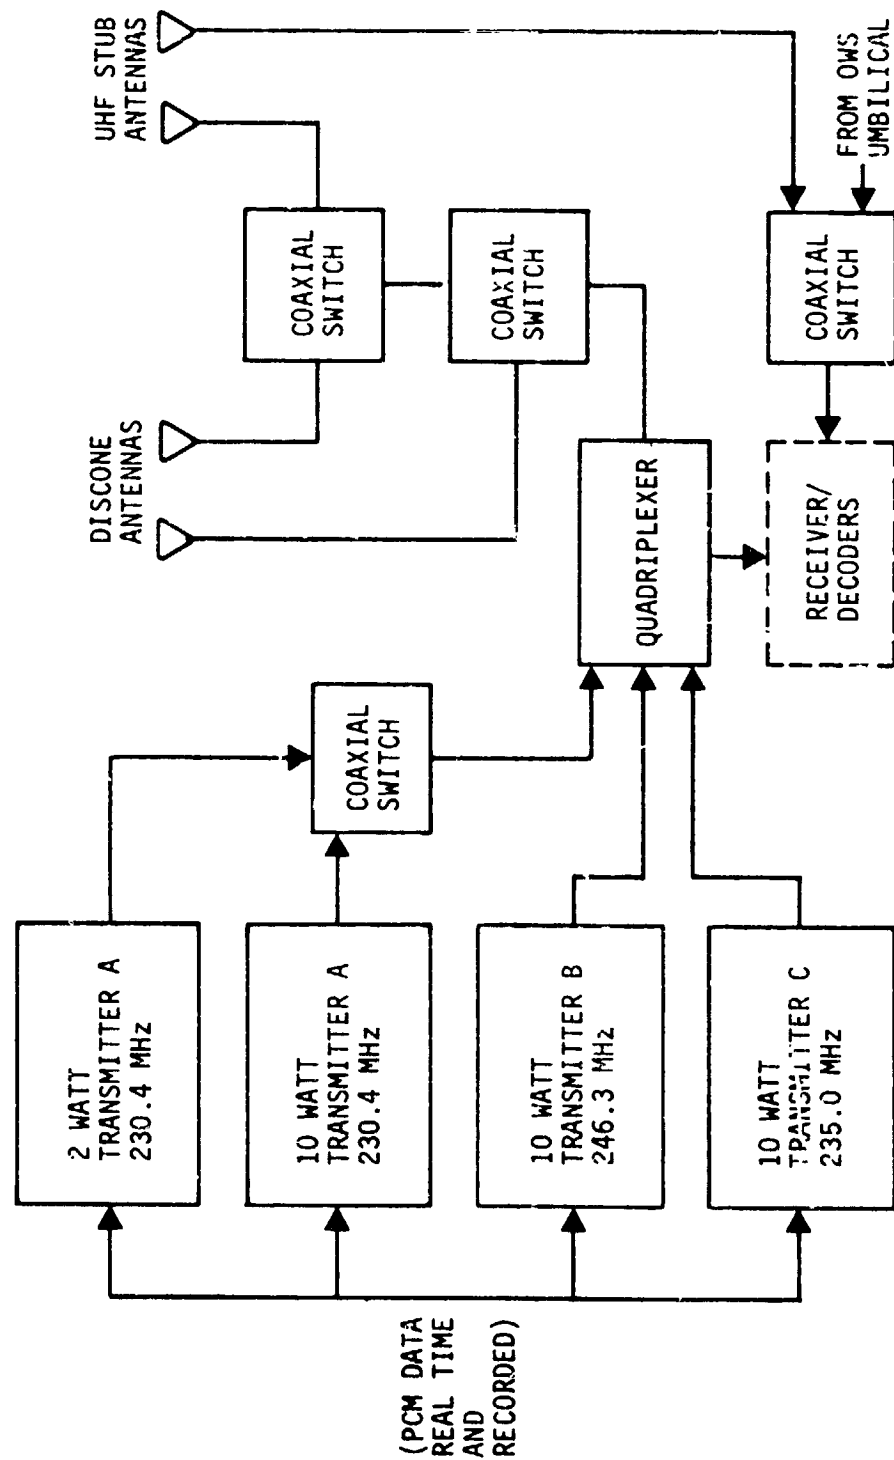 UHF STUB
ANTENNAS
DISCONE
ANTENNAS
COAXIAL
SWITCH
COAXIAL
SWITCH
FROM OWS
UMBILICAL
COAXIAL
SWITCH
QUADRIPLEXER
RECEIVER/
DECODERS
COAXIAL
SWITCH
2 WATT
TRANSMITTER A
230.4 MHz
10 WATT
TRANSMITTER A
230.4 MHz
10 WATT
TRANSMITTER B
246.3 MHz
10 WATT
TRANSMITTER C
235.0 MHz
(PCM DATA
REAL TIME
AND
RECORDED)